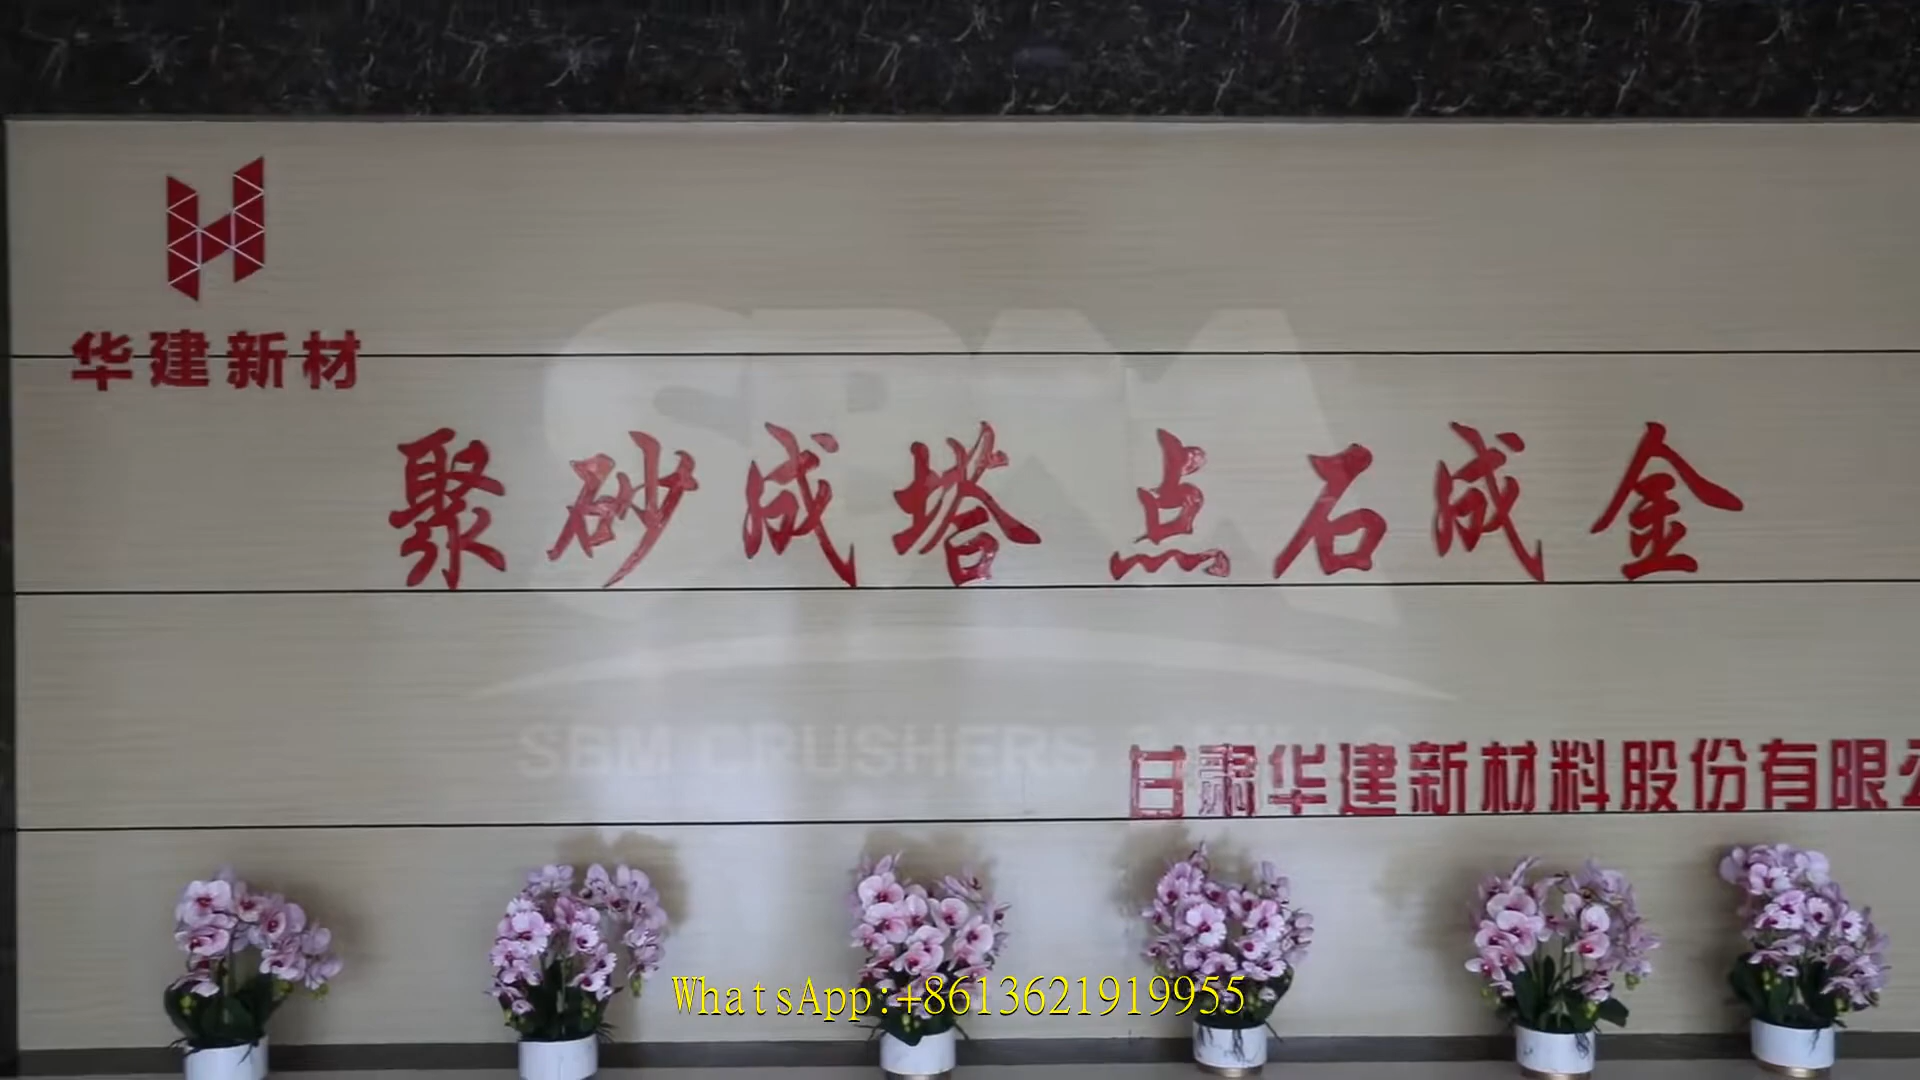 华建新材
聚砂成塔 点石成金
SBM
SBM CRUSHERS
甘肃华建新材料股份有限公
WhatsApp:+8613621919955